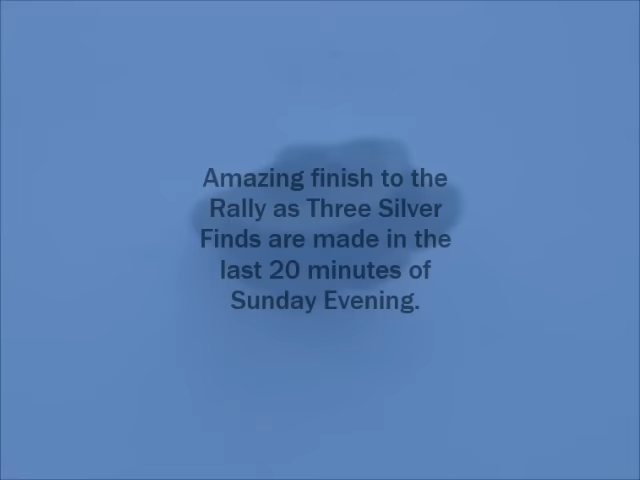 Amazing finish to the
Rally as Three Silver
Finds are made in the
last 20 minutes of
Sunday Evening.